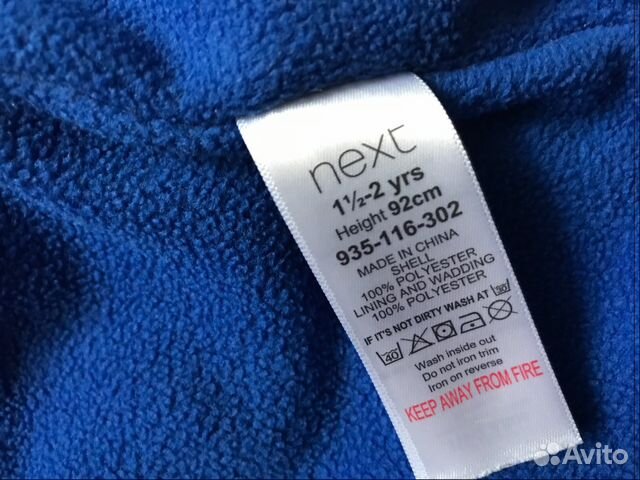 next
1½-2 yrs
Height 92cm
935-116-302
MADE IN CHINA
SHELL
100% POLYESTER
LINING AND WADDING
100% POLYESTER
IF IT'S NOT DIRTY WASH AT 30
40
Wash inside out
Do not iron trim
Iron on reverse
KEEP AWAY FROM FIRE
Avito